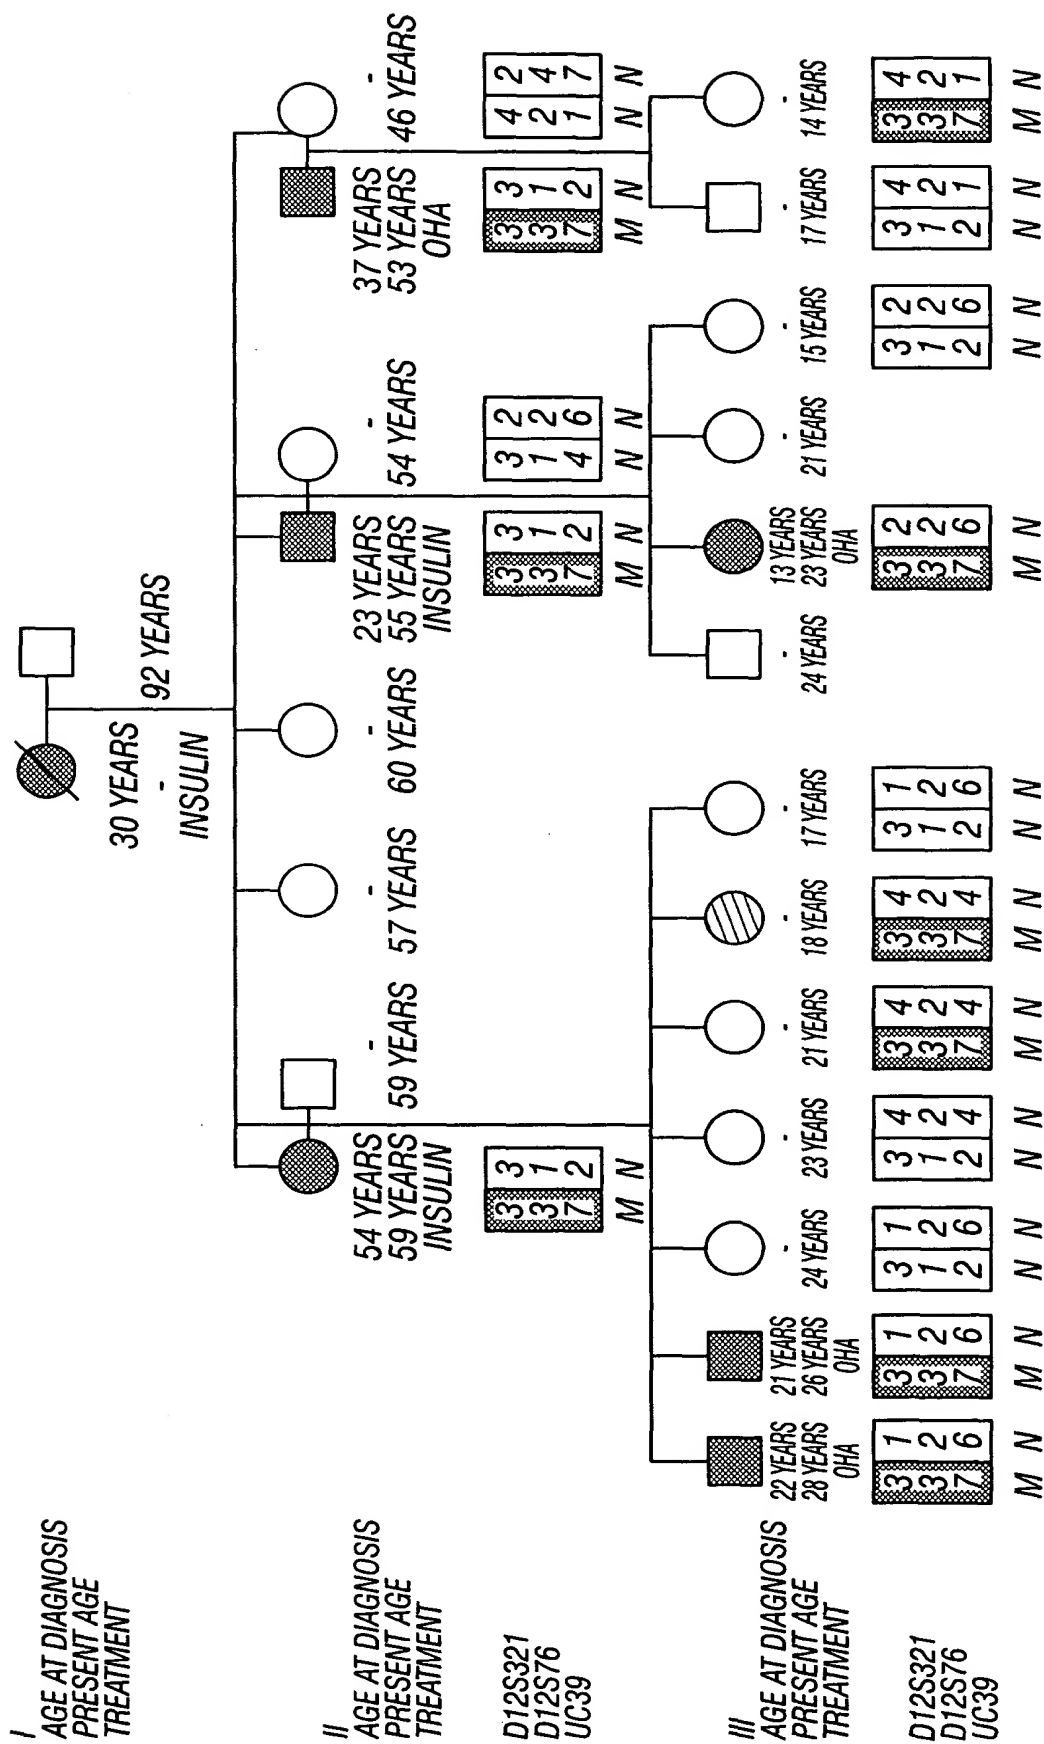 I
AGE AT DIAGNOSIS 30 YEARS
PRESENT AGE - 92 YEARS
TREATMENT INSULIN
II
AGE AT DIAGNOSIS 54 YEARS - - - 23 YEARS - 37 YEARS -
PRESENT AGE 59 YEARS 59 YEARS 57 YEARS 60 YEARS 55 YEARS 54 YEARS 53 YEARS 46 YEARS
TREATMENT INSULIN INSULIN OHA
D12S321 3 3 3 3 3 2 3 3 4 2
D12S76 3 1 3 1 1 2 3 1 2 4
UC39 7 2 7 2 4 6 7 2 1 7
M N M N N N M N N N
III
AGE AT DIAGNOSIS 22 YEARS 21 YEARS - - - - - - 13 YEARS - - - -
PRESENT AGE 28 YEARS 26 YEARS 24 YEARS 23 YEARS 21 YEARS 18 YEARS 17 YEARS 24 YEARS 23 YEARS 21 YEARS 15 YEARS 17 YEARS 14 YEARS
TREATMENT OHA OHA OHA
D12S321 3 1 3 1 3 1 3 4 3 4 3 4 3 1 3 2 3 2 3 4 3 4
D12S76 3 2 3 2 1 2 1 2 3 2 3 2 1 2 3 2 1 2 1 2 3 2
UC39 7 6 7 6 2 6 2 4 7 4 7 4 2 6 7 6 2 6 2 1 7 1
M N M N N N N N M N M N N N M N N N N N M N